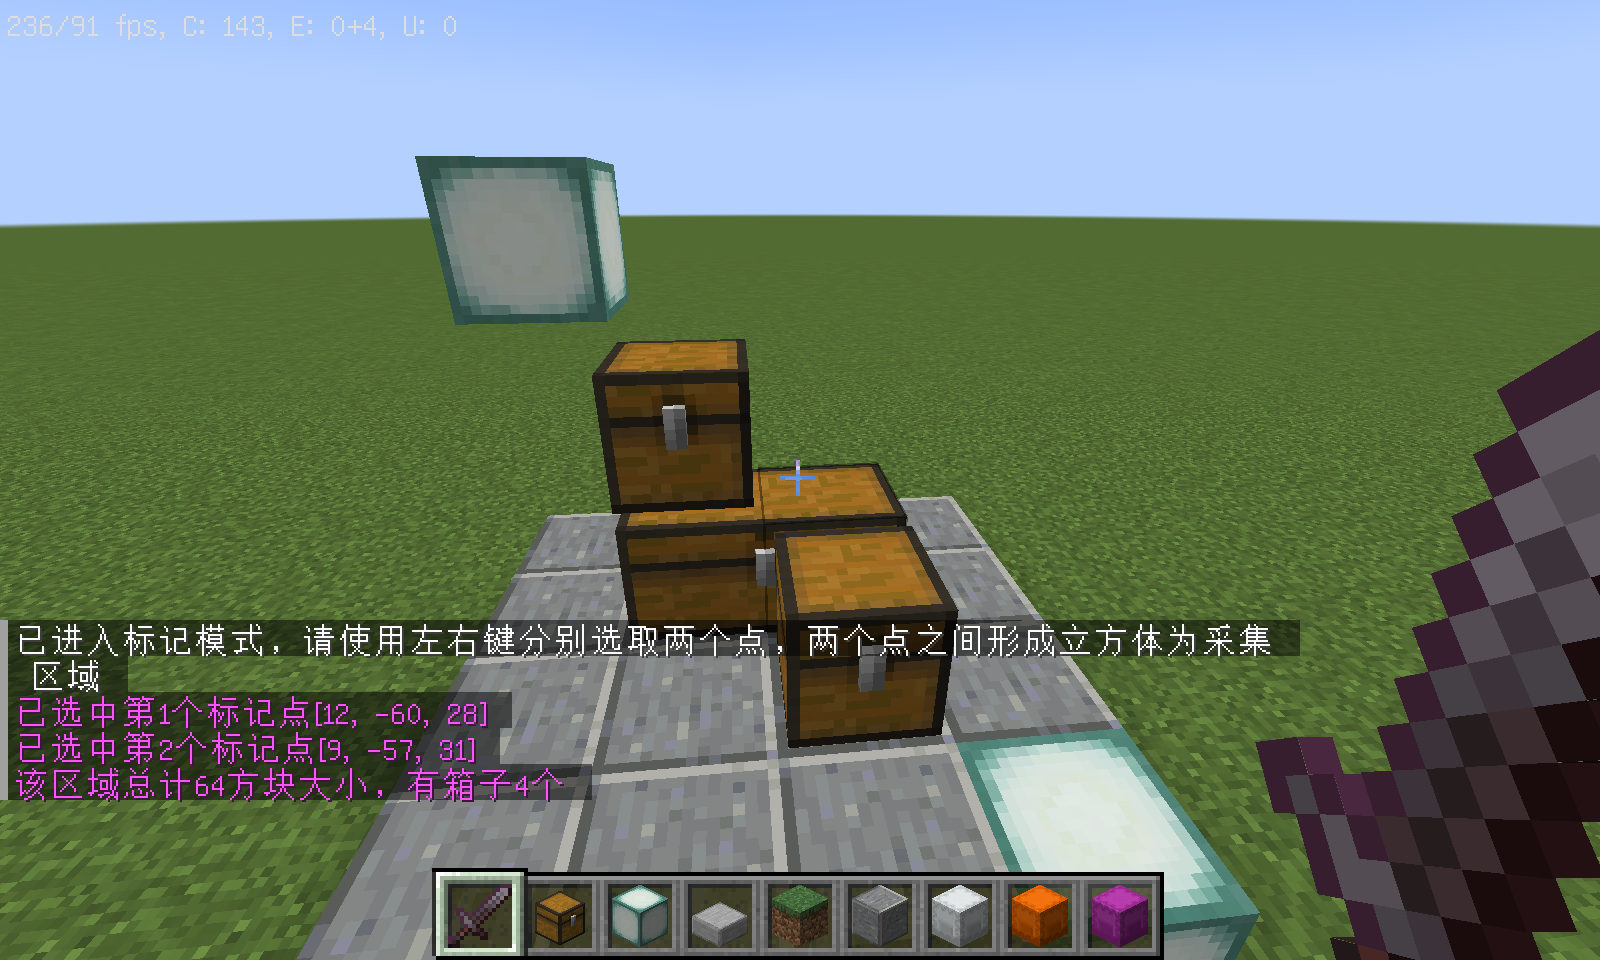 236/91 fps, C: 143, E: 0+4, U: 0
已进入标记模式，请使用左右键分别选取两个点，两个点之间形成立方体为采集
区域
已选中第1个标记点[12, -60, 28]
已选中第2个标记点[9, -57, 31]
该区域总计64方块大小，有箱子4个